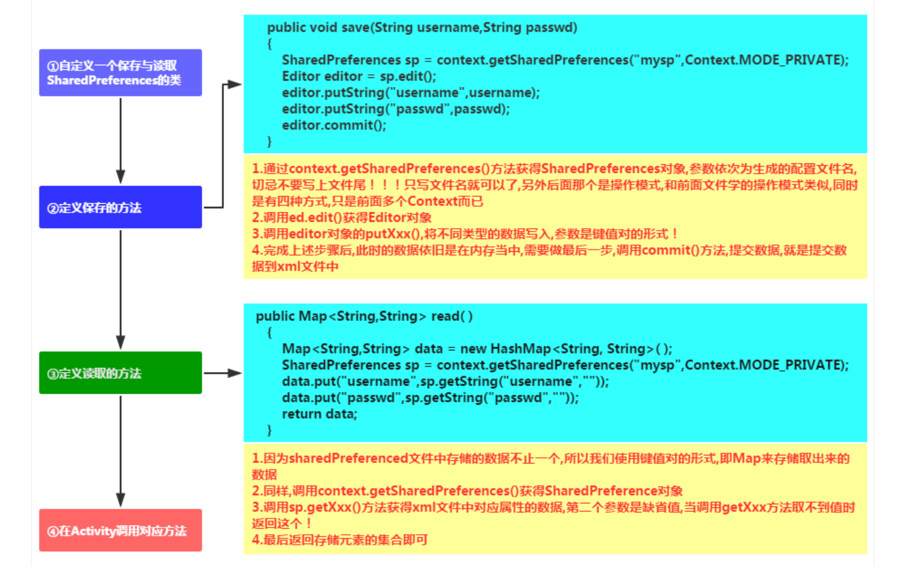 ①自定义一个保存与读取
SharedPreferences的类
②定义保存的方法
public void save(String username,String passwd)
{
SharedPreferences sp = context.getSharedPreferences("mysp",Context.MODE_PRIVATE);
Editor editor = sp.edit();
editor.putString("username",username);
editor.putString("passwd",passwd);
editor.commit();
}
1.通过context.getSharedPreferences()方法获得SharedPreferences对象,参数依次为生成的配置文件名,
切忌不要写上文件尾！！！只写文件名就可以了,另外后面那个是操作模式,和前面文件学的操作模式类似,同时
是有四种方式,只是前面多个Context而已
2.调用ed.edit()获得Editor对象
3.调用editor对象的putXxx(),将不同类型的数据写入,参数是键值对的形式！
4.完成上述步骤后,此时的数据依旧是在内存当中,需要做最后一步,调用commit()方法,提交数据,就是提交数
据到xml文件中
③定义读取的方法
public Map<String,String> read( )
{
Map<String,String> data = new HashMap<String, String>( );
SharedPreferences sp = context.getSharedPreferences("mysp",Context.MODE_PRIVATE);
data.put("username",sp.getString("username",""));
data.put("passwd",sp.getString("passwd",""));
return data;
}
1.因为sharedPreferenced文件中存储的数据不止一个,所以我们使用键值对的形式,即Map来存储取出来的
数据
2.同样,调用context.getSharedPreferences()获得SharedPreference对象
3.调用sp.getXxx()方法获得xml文件中对应属性的数据,第二个参数是缺省值,当调用getXxx方法取不到值时
返回这个！
4.最后返回存储元素的集合即可
④在Activity调用对应方法